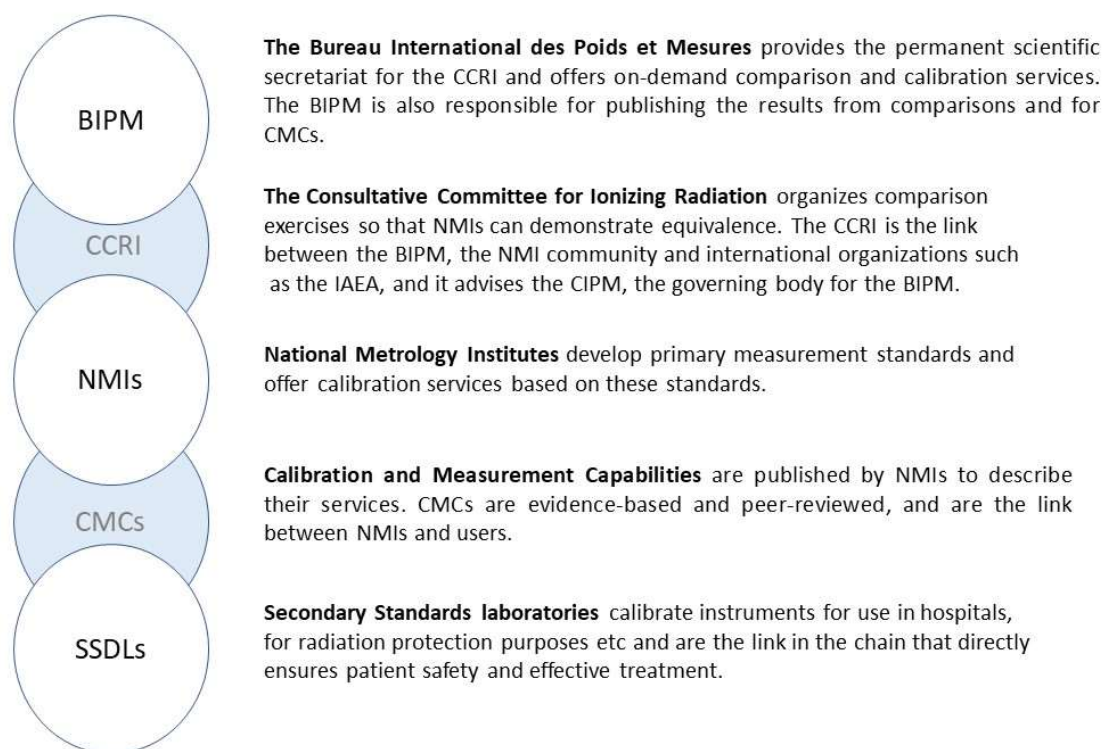 BIPM
The Bureau International des Poids et Mesures provides the permanent scientific
secretariat for the CCRI and offers on-demand comparison and calibration services.
The BIPM is also responsible for publishing the results from comparisons and for
CMCs.
CCRI
The Consultative Committee for Ionizing Radiation organizes comparison
exercises so that NMIs can demonstrate equivalence. The CCRI is the link
between the BIPM, the NMI community and international organizations such
as the IAEA, and it advises the CIPM, the governing body for the BIPM.
NMIs
National Metrology Institutes develop primary measurement standards and
offer calibration services based on these standards.
CMCs
Calibration and Measurement Capabilities are published by NMIs to describe
their services. CMCs are evidence-based and peer-reviewed, and are the link
between NMIs and users.
SSDLs
Secondary Standards laboratories calibrate instruments for use in hospitals,
for radiation protection purposes etc and are the link in the chain that directly
ensures patient safety and effective treatment.